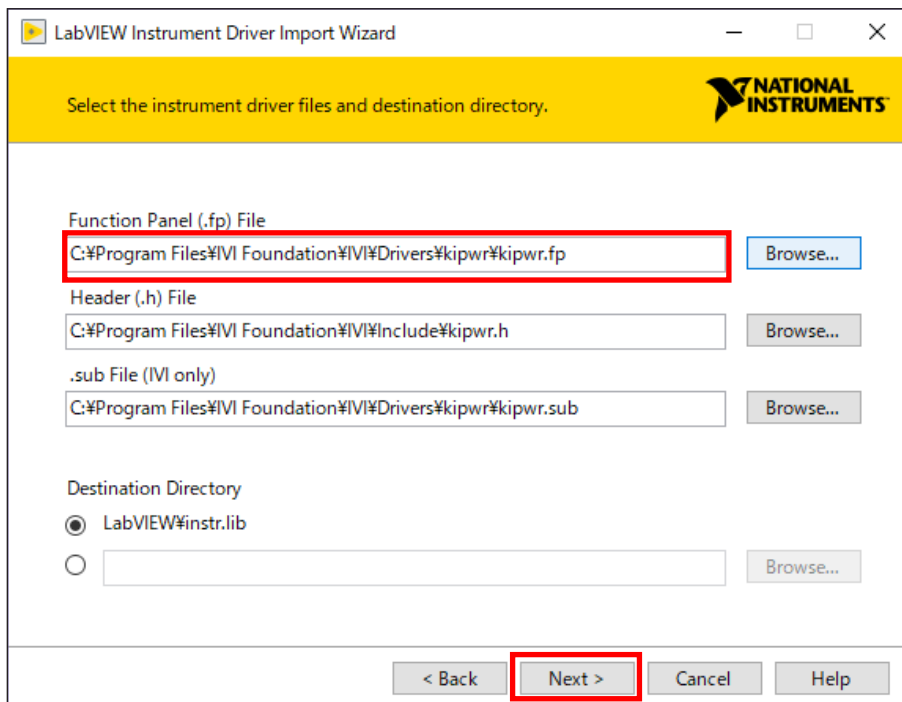 LabVIEW Instrument Driver Import Wizard
Select the instrument driver files and destination directory.
NATIONAL
INSTRUMENTS™
Function Panel (.fp) File
C:¥Program Files¥IVI Foundation¥IVI¥Drivers¥kipwr¥kipwr.fp
Browse...
Header (.h) File
C:¥Program Files¥IVI Foundation¥IVI¥Include¥kipwr.h
Browse...
.sub File (IVI only)
C:¥Program Files¥IVI Foundation¥IVI¥Drivers¥kipwr¥kipwr.sub
Browse...
Destination Directory
LabVIEW¥instr.lib
Browse...
< Back
Next >
Cancel
Help